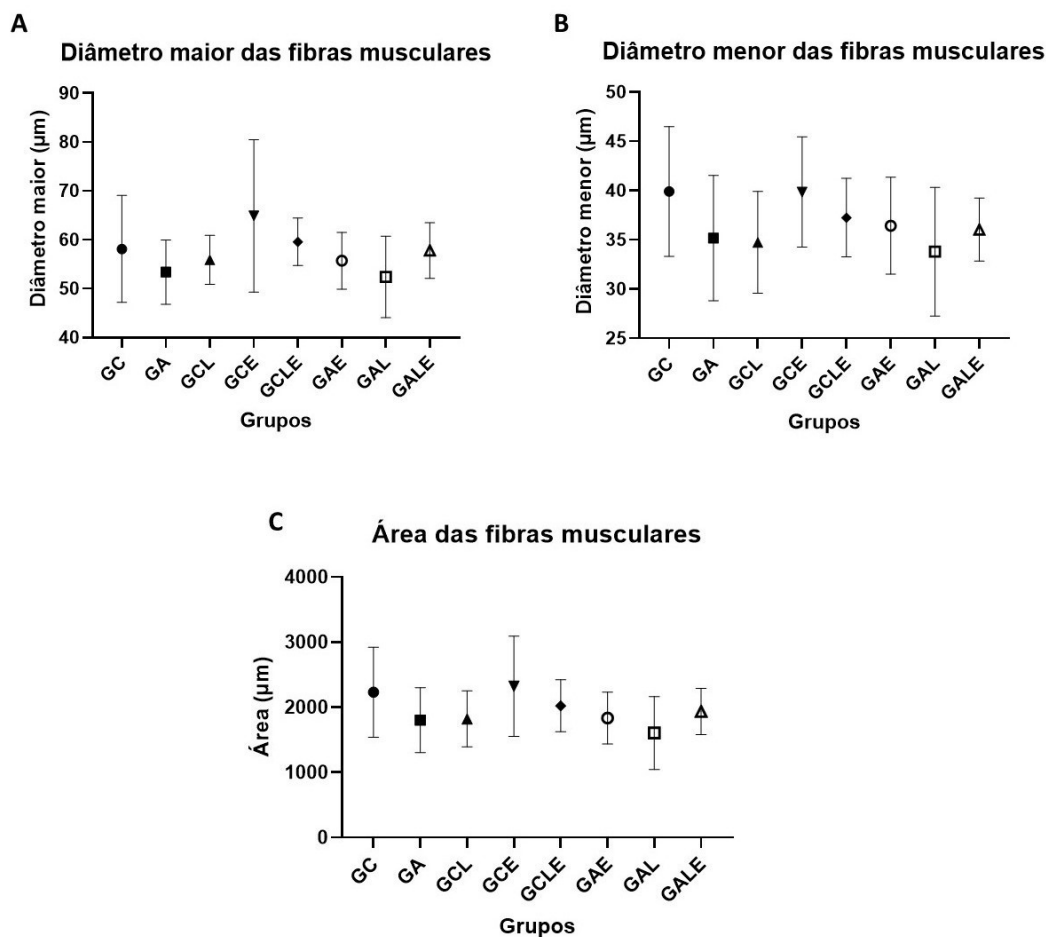 A
Diâmetro maior das fibras musculares
Diâmetro maior (µm)
90
80
70
60
50
40
GC
GA
GCL
GCE
GCLE
GAE
GAL
GALE
Grupos
B
Diâmetro menor das fibras musculares
Diâmetro menor (µm)
50
45
40
35
30
25
GC
GA
GCL
GCE
GCLE
GAE
GAL
GALE
Grupos
C
Área das fibras musculares
Área (µm)
4000
3000
2000
1000
0
GC
GA
GCL
GCE
GCLE
GAE
GAL
GALE
Grupos